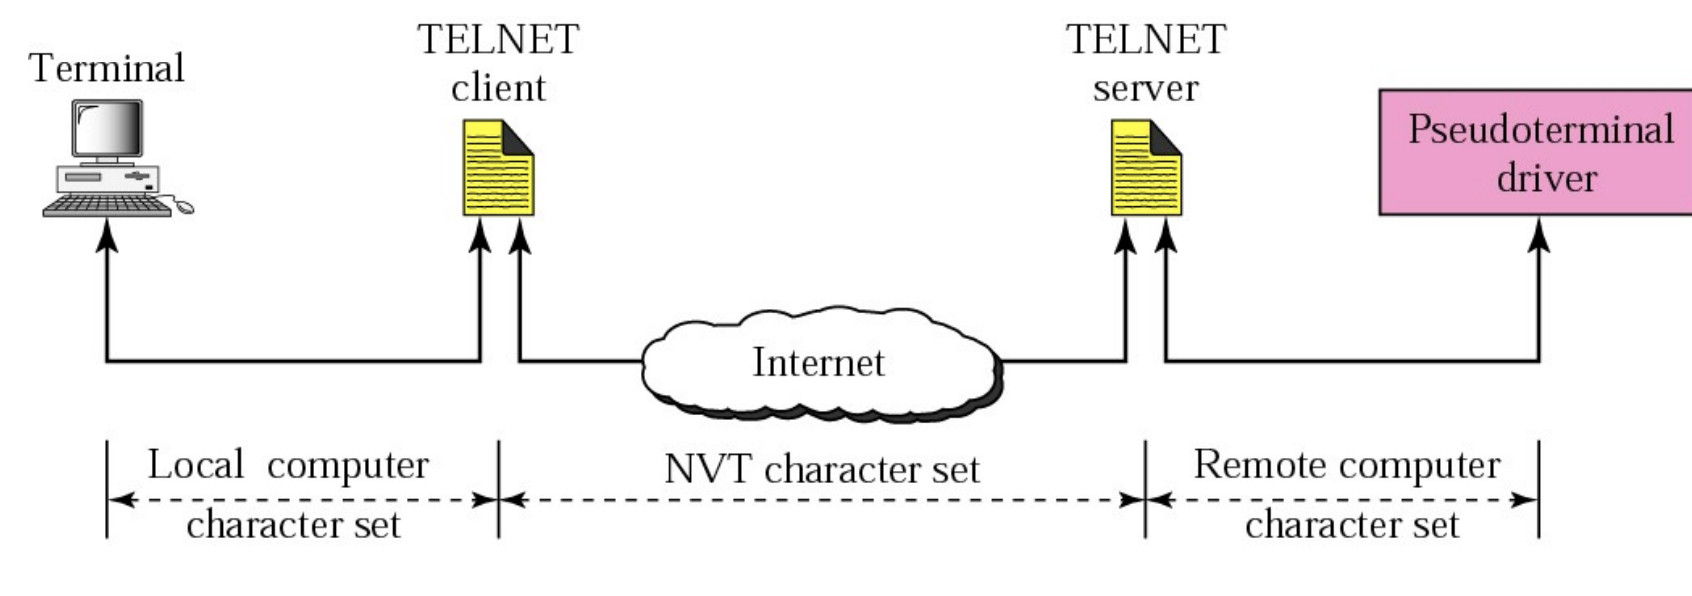 Terminal
TELNET
client
TELNET
server
Pseudoterminal
driver
Internet
Local computer
character set
NVT character set
Remote computer
character set